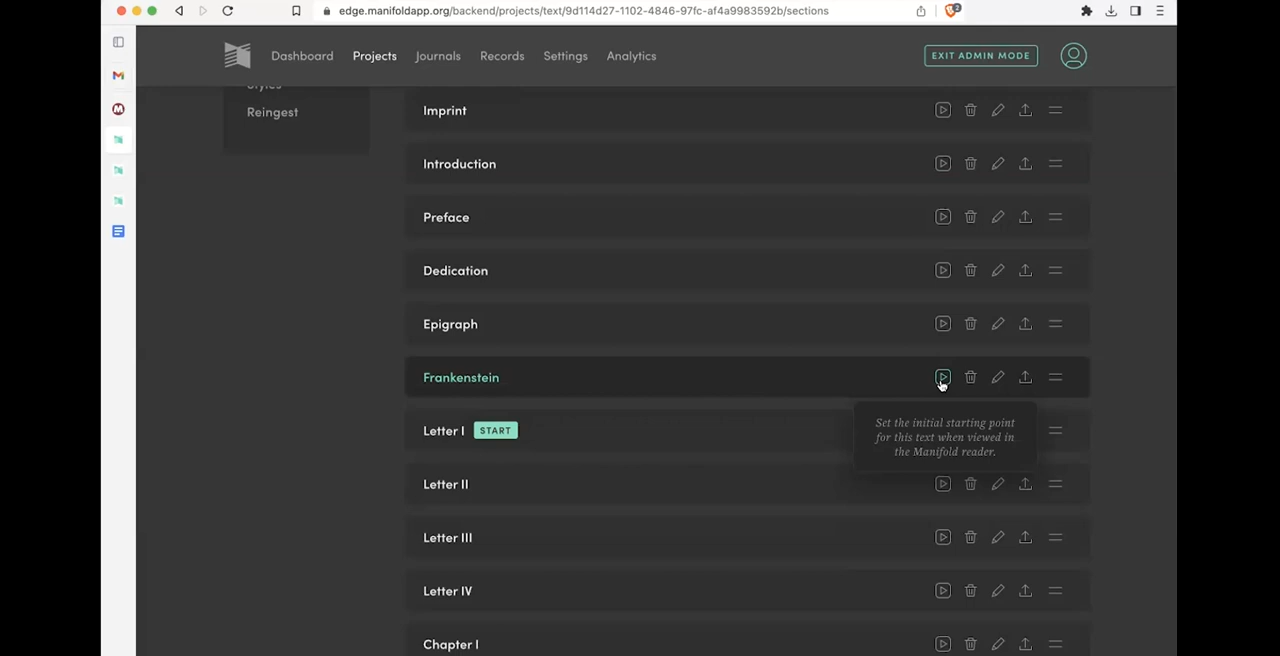 edge.manifoldapp.org/backend/projects/text/9d114d27-1102-4846-97fc-af4a9983592b/sections
2
Dashboard Projects Journals Records Settings Analytics EXIT ADMIN MODE
Styles
Reingest
Imprint
Introduction
Preface
Dedication
Epigraph
Frankenstein
Letter I START
Set the initial starting point
for this text when viewed in
the Manifold reader.
Letter II
Letter III
Letter IV
Chapter I